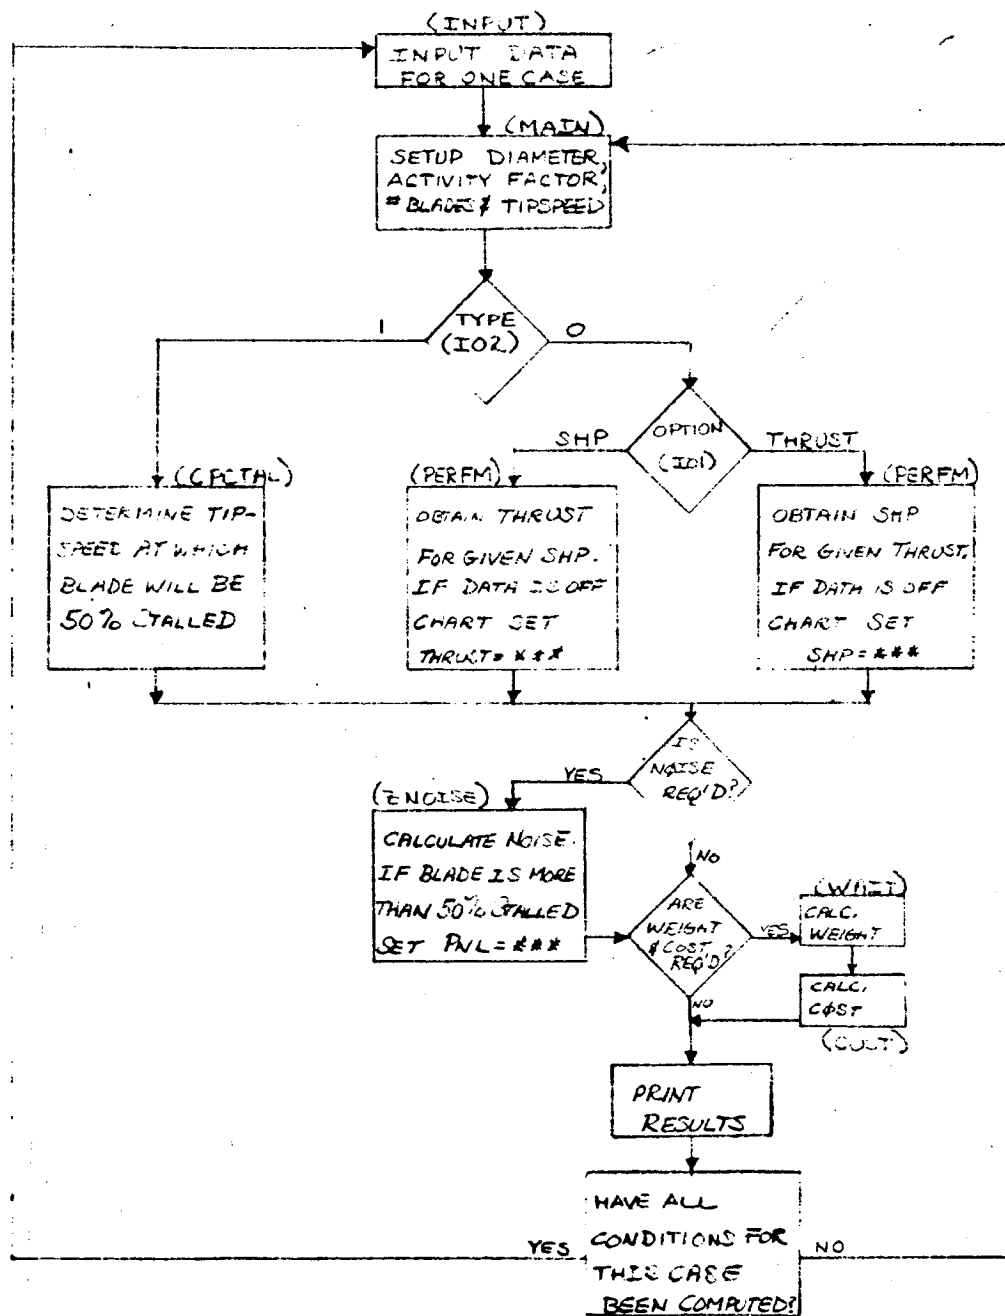 (INPUT)
INPUT DATA
FOR ONE CASE
(MAIN)
SETUP DIAMETER,
ACTIVITY FACTOR,
# BLADES & TIPSPEED
TYPE
(IO2)
1
0
OPTION
(IO1)
SHP
THRUST
(CPCTAL)
DETERMINE TIP-
SPEED AT WHICH
BLADE WILL BE
50% STALLED
(PERFM)
OBTAIN THRUST
FOR GIVEN SHP.
IF DATA IS OFF
CHART SET
THRUST = ***
(PERFM)
OBTAIN SHP
FOR GIVEN THRUST.
IF DATA IS OFF
CHART SET
SHP = ***
IS
NØISE
REQ'D?
YES
(ZNOISE)
CALCULATE NOISE.
IF BLADE IS MORE
THAN 50% STALLED
SET PNL = ***
NO
ARE
WEIGHT
& COST
REQ'D?
YES
(WAIT)
CALC.
WEIGHT
CALC.
CØST
(COST)
NO
PRINT
RESULTS
HAVE ALL
CONDITIONS FOR
THIS CASE
BEEN COMPUTED?
YES
NO